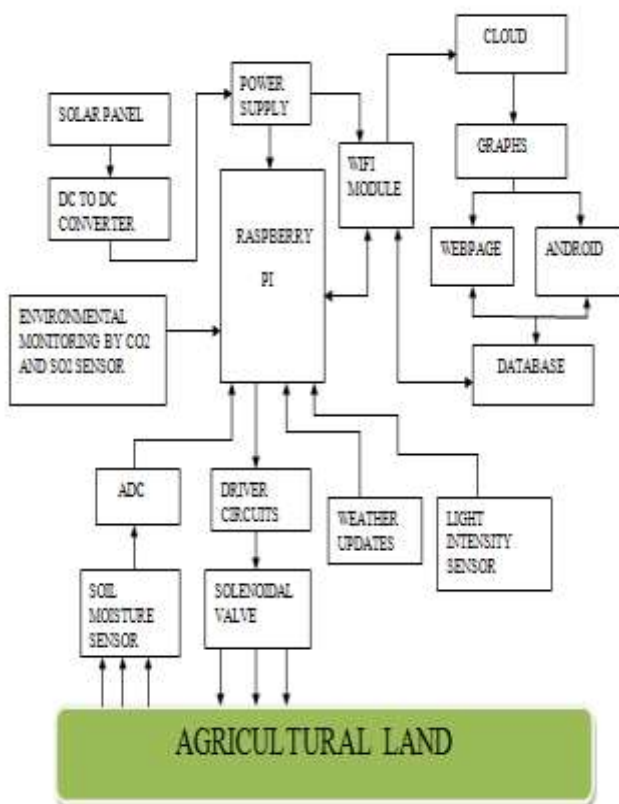 CLOUD
POWER
SUPPLY
SOLAR PANEL
WIFI
MODULE
GRAPHS
DC TO DC
CONVERTER
RASPBERRY
PI
WEBPAGE
ANDROID
ENVIRONMENTAL
MONITORING BY CO2
AND SO2 SENSOR
DATABASE
ADC
DRIVER
CIRCUITS
WEATHER
UPDATES
LIGHT
INTENSITY
SENSOR
SOIL
MOISTURE
SENSOR
SOLENOIDAL
VALVE
AGRICULTURAL LAND